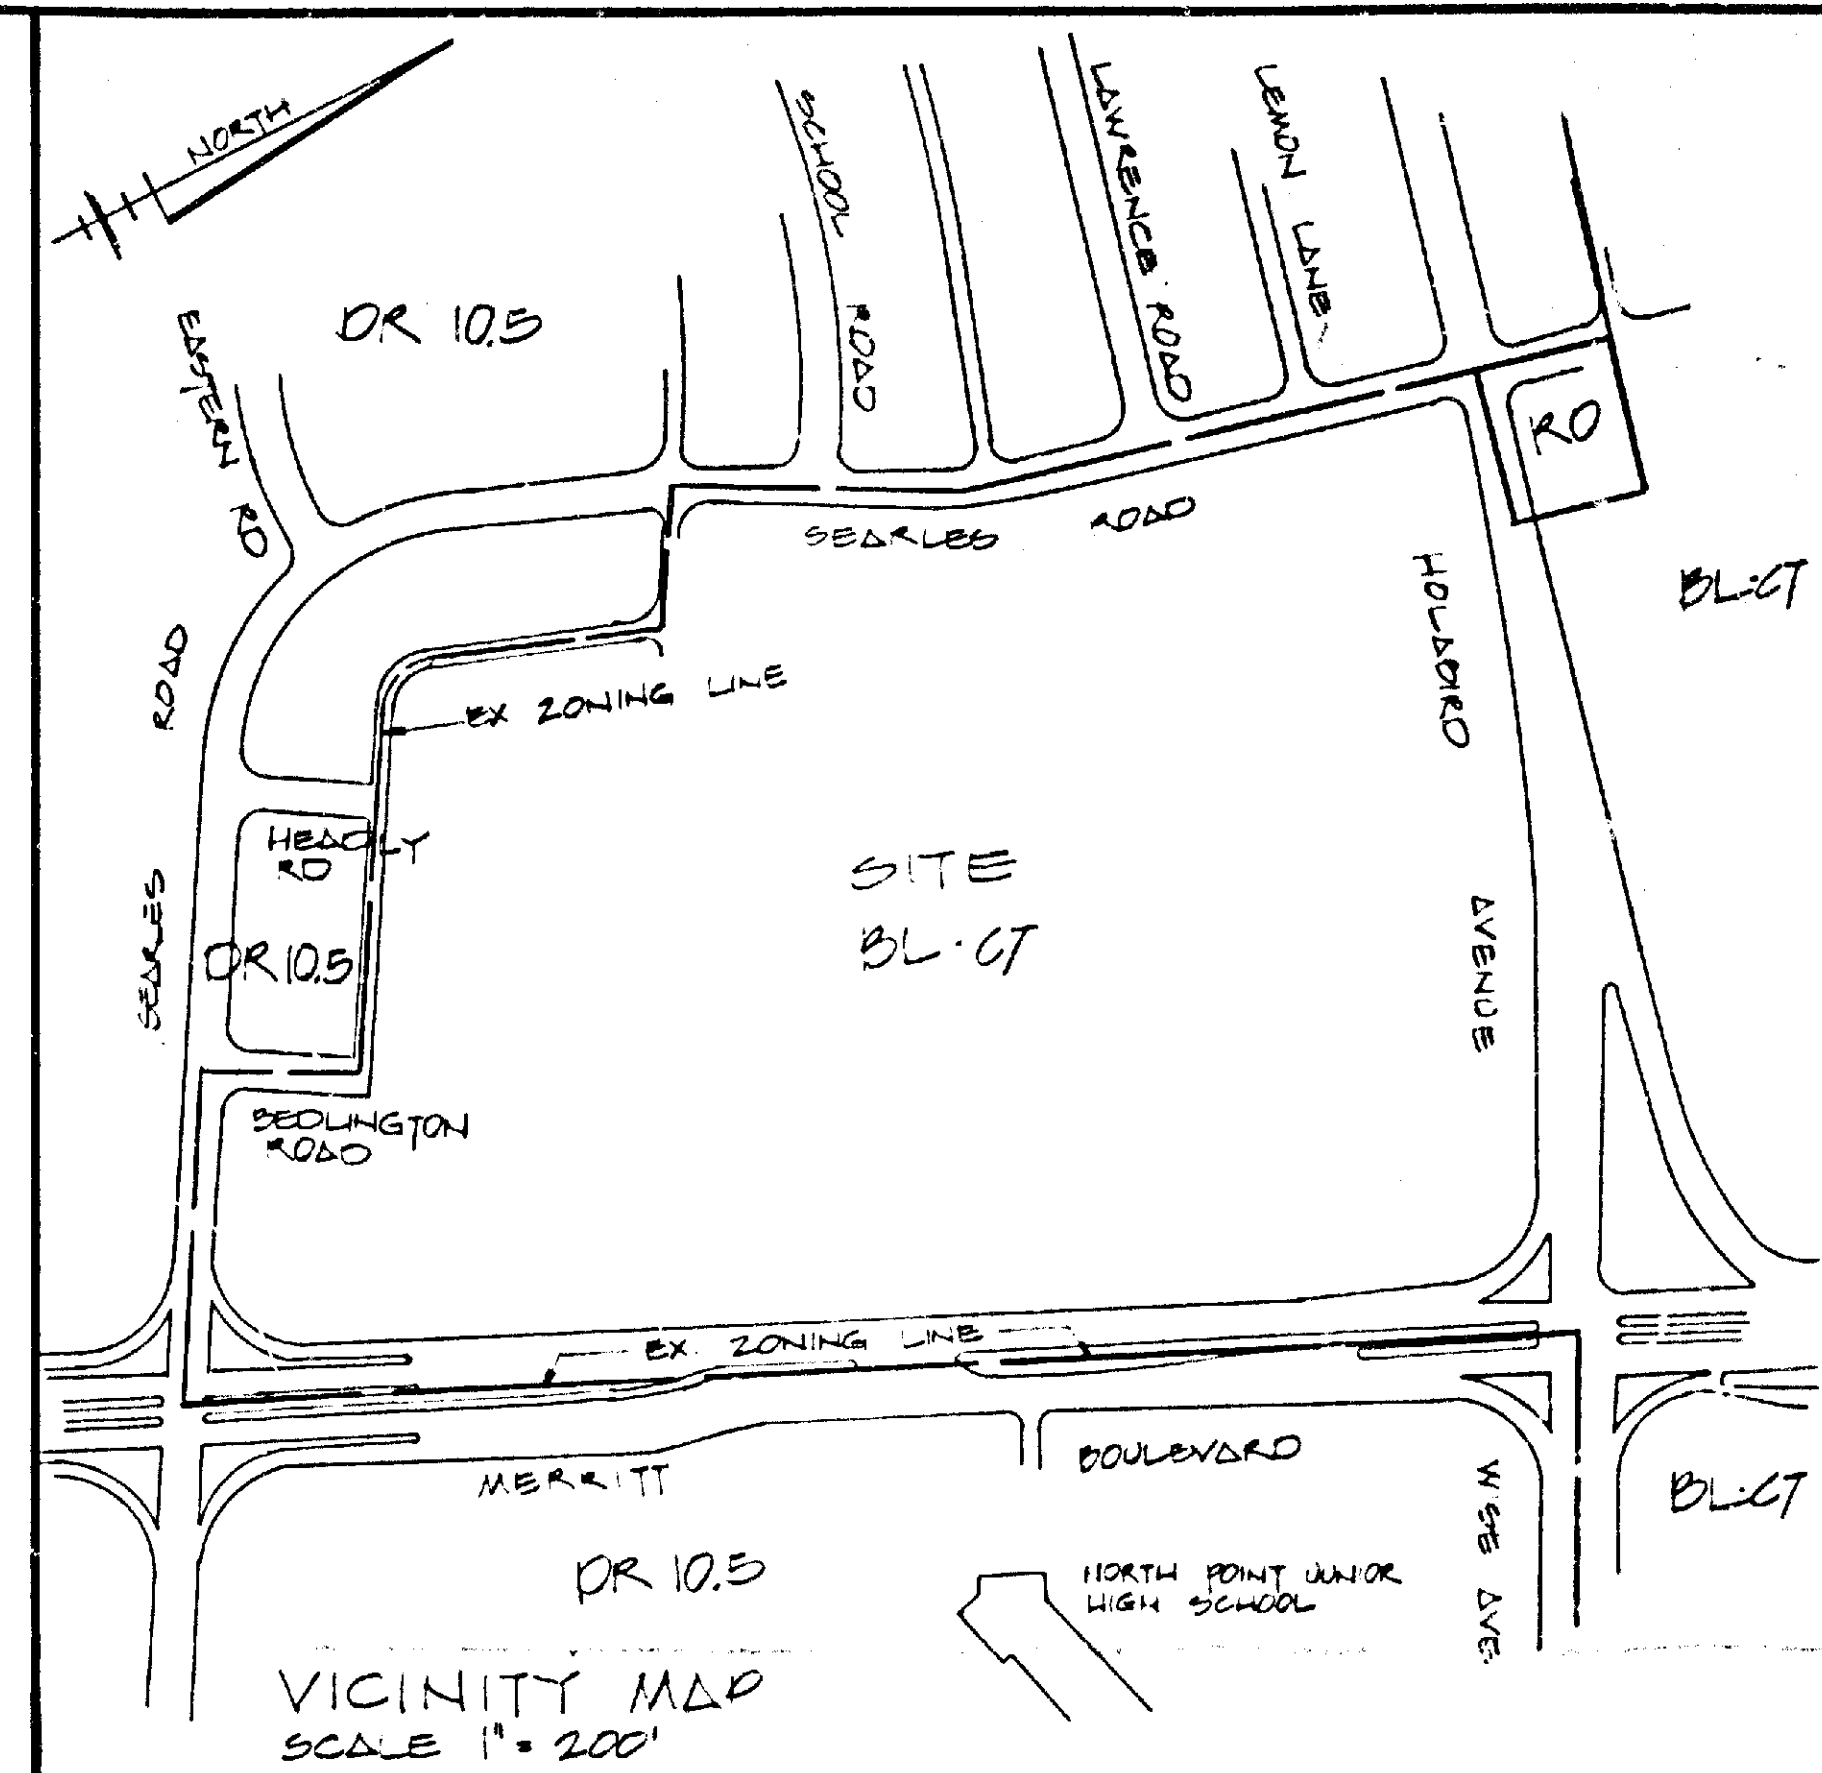 NORTH
SCHOOL ROAD
LAWRENCE ROAD
LEMON LANE
DR 10.5
EASTERN RD
RO
SEARLES ROAD
HOLABIRD AVENUE
BL-CT
EX ZONING LINE
SEARLES ROAD
HEADLY
RD
SITE
BL-CT
DR 10.5
BEDLINGTON
ROAD
EX. ZONING LINE
MERRITT BOULEVARD
WISE AVE.
BL-CT
DR 10.5
NORTH POINT JUNIOR
HIGH SCHOOL
VICINITY MAP
SCALE 1" = 200'